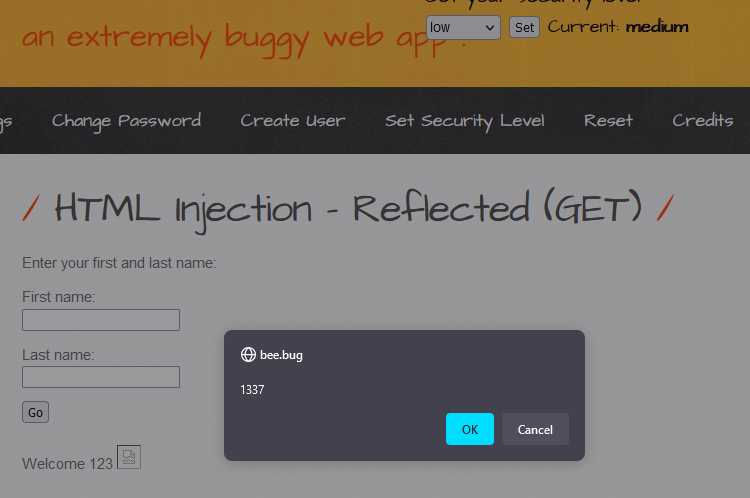 Set your security level
an extremely buggy web app !
low Set Current: medium
gs Change Password Create User Set Security Level Reset Credits
/ HTML Injection - Reflected (GET) /
Enter your first and last name:
First name:
Last name:
Go
Welcome 123
bee.bug
1337
OK Cancel